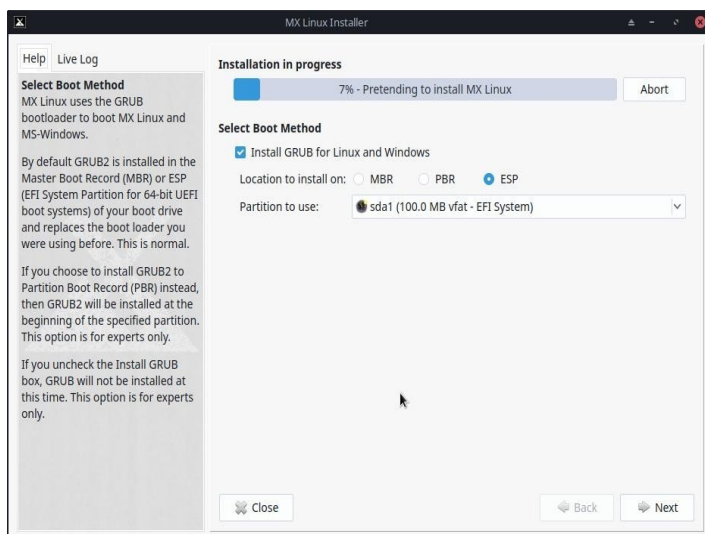 MX Linux Installer
Help Live Log
Select Boot Method
MX Linux uses the GRUB
bootloader to boot MX Linux and
MS-Windows.
By default GRUB2 is installed in the
Master Boot Record (MBR) or ESP
(EFI System Partition for 64-bit UEFI
boot systems) of your boot drive
and replaces the boot loader you
were using before. This is normal.
If you choose to install GRUB2 to
Partition Boot Record (PBR) instead,
then GRUB2 will be installed at the
beginning of the specified partition.
This option is for experts only.
If you uncheck the Install GRUB
box, GRUB will not be installed at
this time. This option is for experts
only.
Installation in progress
7% - Pretending to install MX Linux Abort
Select Boot Method
Install GRUB for Linux and Windows
Location to install on: MBR PBR ESP
Partition to use: sda1 (100.0 MB vfat - EFI System)
Close Back Next